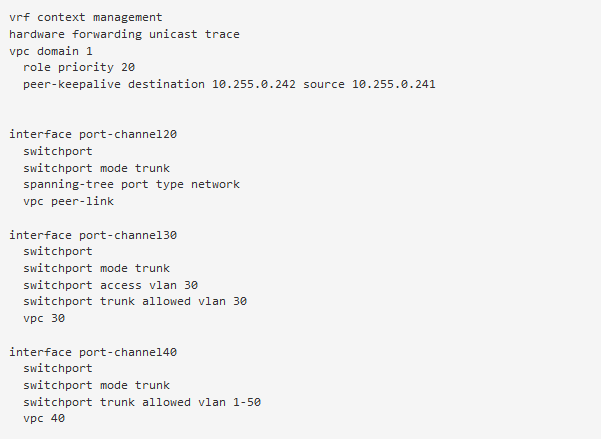 vrf context management
hardware forwarding unicast trace
vpc domain 1
role priority 20
peer-keepalive destination 10.255.0.242 source 10.255.0.241
interface port-channel20
switchport
switchport mode trunk
spanning-tree port type network
vpc peer-link
interface port-channel30
switchport
switchport mode trunk
switchport access vlan 30
switchport trunk allowed vlan 30
vpc 30
interface port-channel40
switchport
switchport mode trunk
switchport trunk allowed vlan 1-50
vpc 40